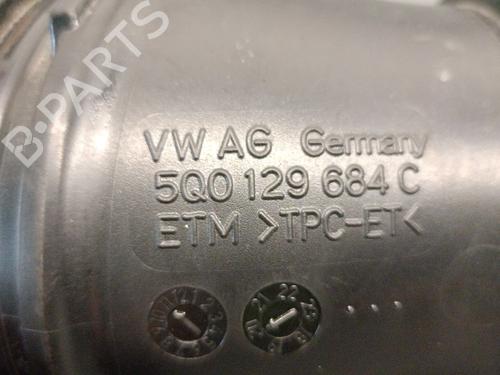 B-PARTS
VW AG Germany
5Q0 129 684 C
ETM >TPC-ET<